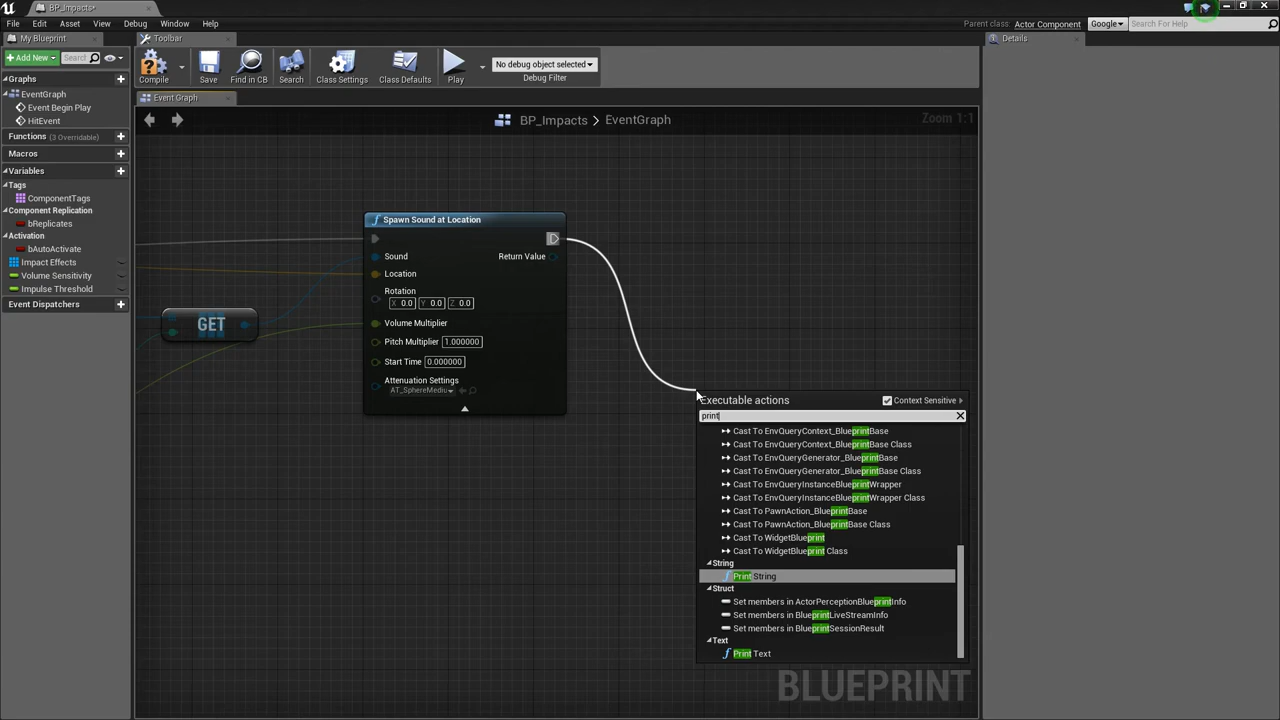 BP_Impacts*
File Edit Asset View Debug Window Help
Parent class: Actor Component
Google
Search For Help
My Blueprint
Toolbar
Details
Add New
Search
Compile
Save
Find in CB
Search
Class Settings
Class Defaults
Play
No debug object selected
Debug Filter
Graphs
EventGraph
Event Begin Play
HitEvent
Functions (3 Overridable)
Macros
Variables
Tags
ComponentTags
Component Replication
bReplicates
Activation
bAutoActivate
Impact Effects
Volume Sensitivity
Impulse Threshold
Event Dispatchers
Event Graph
BP_Impacts > EventGraph
Zoom 1:1
GET
f Spawn Sound at Location
Sound
Return Value
Location
Rotation
X 0.0 Y 0.0 Z 0.0
Volume Multiplier
Pitch Multiplier 1.000000
Start Time 0.000000
Attenuation Settings
AT_SphereMediu
Executable actions
Context Sensitive
print
Cast To EnvQueryContext_BlueprintBase
Cast To EnvQueryContext_BlueprintBase Class
Cast To EnvQueryGenerator_BlueprintBase
Cast To EnvQueryGenerator_BlueprintBase Class
Cast To EnvQueryInstanceBlueprintWrapper
Cast To EnvQueryInstanceBlueprintWrapper Class
Cast To PawnAction_BlueprintBase
Cast To PawnAction_BlueprintBase Class
Cast To WidgetBlueprint
Cast To WidgetBlueprint Class
String
f Print String
Struct
Set members in ActorPerceptionBlueprintInfo
Set members in BlueprintLiveStreamInfo
Set members in BlueprintSessionResult
Text
f Print Text
BLUEPRINT